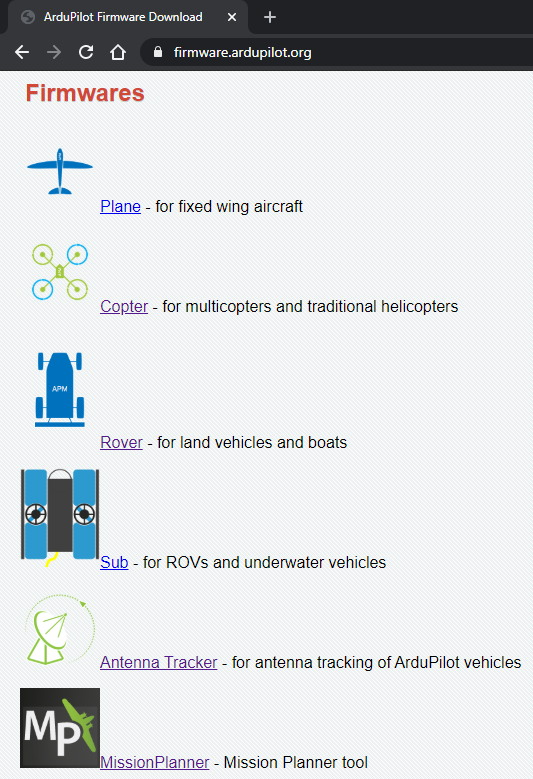 ArduPilot Firmware Download
firmware.ardupilot.org
Firmwares
Plane - for fixed wing aircraft
Copter - for multicopters and traditional helicopters
APM
Rover - for land vehicles and boats
Sub - for ROVs and underwater vehicles
Antenna Tracker - for antenna tracking of ArduPilot vehicles
MP
MissionPlanner - Mission Planner tool